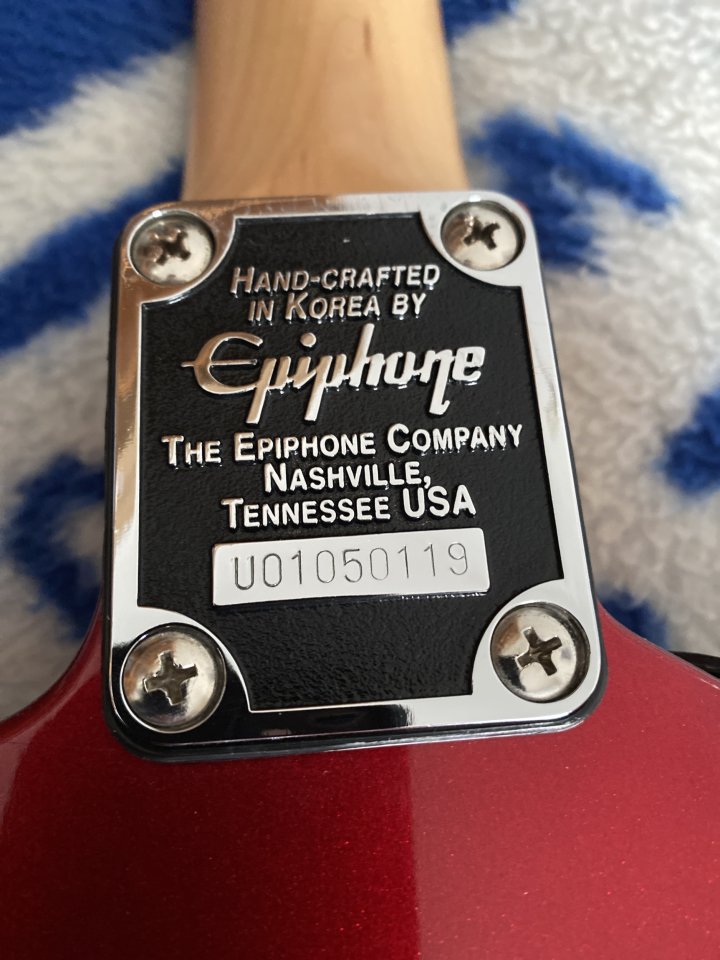 HAND-CRAFTED
IN KOREA BY
Epiphone
THE EPIPHONE COMPANY
NASHVILLE,
TENNESSEE USA
U01050119